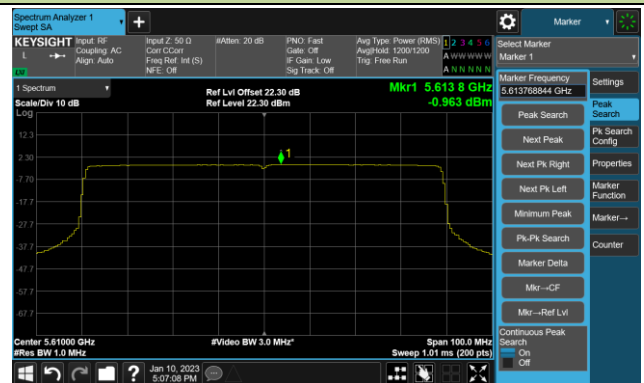 Spectrum Analyzer 1
Swept SA
+
Marker
KEYSIGHT
L
LW
Input: RF
Coupling: AC
Align: Auto
Input Z: 50 Ω
Corr CCorr
Freq Ref: Int (S)
NFE: Off
#Atten: 20 dB
PNO: Fast
Gate: Off
IF Gain: Low
Sig Track: Off
Avg Type: Power (RMS)
Avg|Hold: 1200/1200
Trig: Free Run
1 2 3 4 5 6
A W W W W W
A N N N N N
Select Marker
Marker 1
1 Spectrum
Scale/Div 10 dB
Log
Ref Lvl Offset 22.30 dB
Ref Level 22.30 dBm
Mkr1 5.613 8 GHz
-0.963 dBm
12.3
2.30
-7.70
-17.7
-27.7
-37.7
-47.7
-57.7
-67.7
1
Center 5.61000 GHz
#Res BW 1.0 MHz
#Video BW 3.0 MHz*
Span 100.0 MHz
Sweep 1.01 ms (200 pts)
Marker Frequency
5.613768844 GHz
Peak Search
Next Peak
Next Pk Right
Next Pk Left
Minimum Peak
Pk-Pk Search
Marker Delta
Mkr→CF
Mkr→Ref Lvl
Continuous Peak
Search
On
Off
Settings
Peak
Search
Pk Search
Config
Properties
Marker
Function
Marker→
Counter
?
Jan 10, 2023
5:07:08 PM